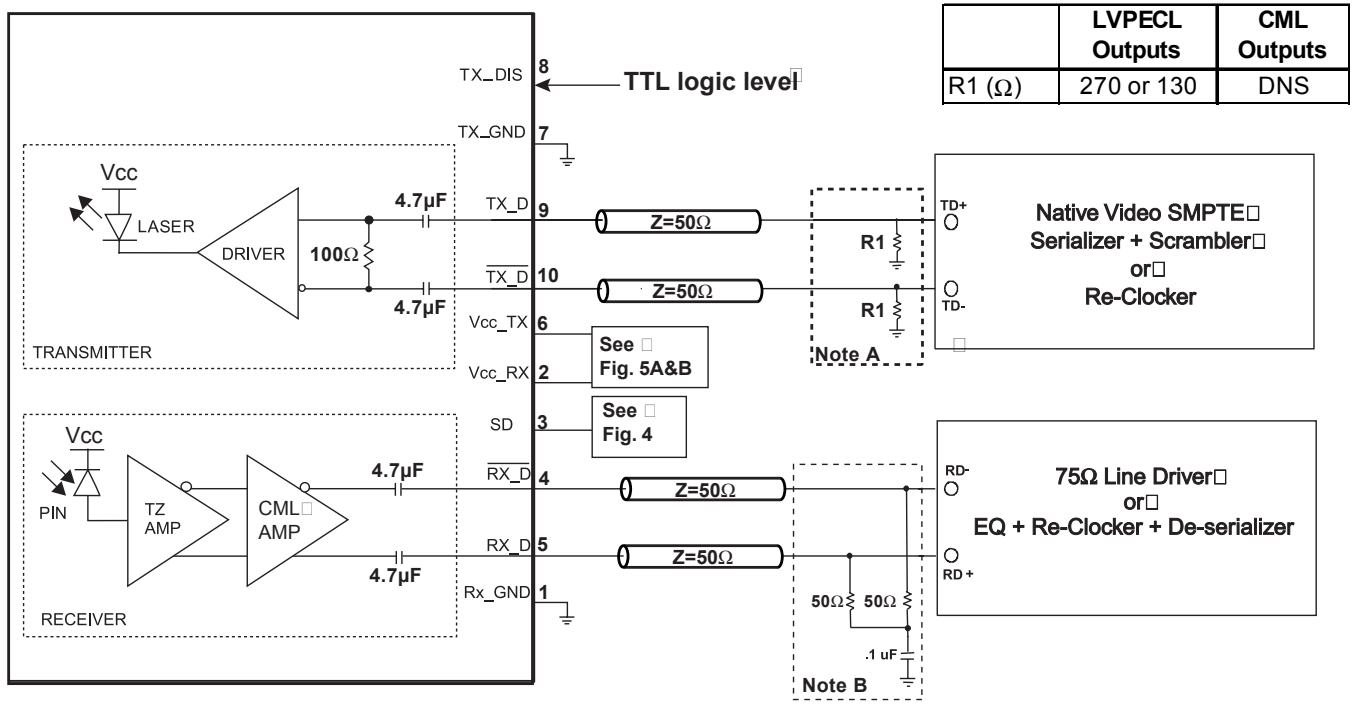 LVPECL Outputs
CML Outputs
R1 (Ω)
270 or 130
DNS
TX_DIS
8
TTL logic level
TX_GND
7
Vcc
LASER
DRIVER
100Ω
4.7µF
4.7µF
TRANSMITTER
TX_D
9
TX_D
10
Z=50Ω
Z=50Ω
R1
R1
Note A
TD+
TD-
Native Video SMPTE
Serializer + Scrambler
or
Re-Clocker
Vcc_TX
6
See
Fig. 5A&B
Vcc_RX
2
SD
3
See
Fig. 4
Vcc
PIN
TZ
AMP
CML
AMP
4.7µF
4.7µF
RECEIVER
RX_D
4
RX_D
5
Rx_GND
1
Z=50Ω
Z=50Ω
50Ω
50Ω
.1 uF
Note B
RD-
RD+
75Ω Line Driver
or
EQ + Re-Clocker + De-serializer